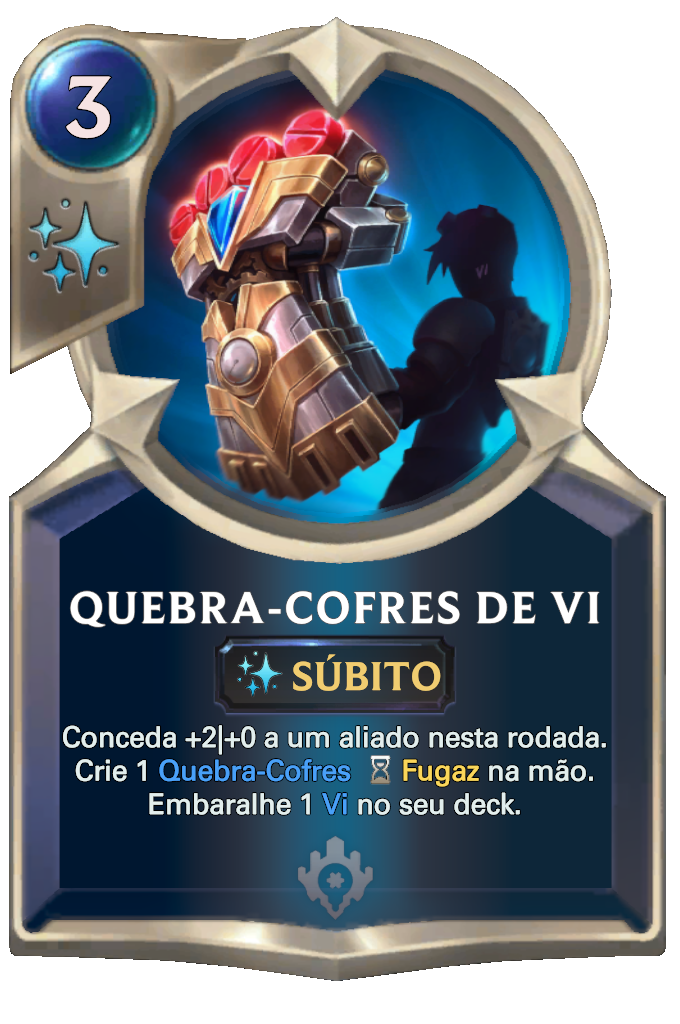 3
QUEBRA-COFRES DE VI
SÚBITO
Conceda +2|+0 a um aliado nesta rodada.
Crie 1 Quebra-Cofres Fugaz na mão.
Embaralhe 1 Vi no seu deck.